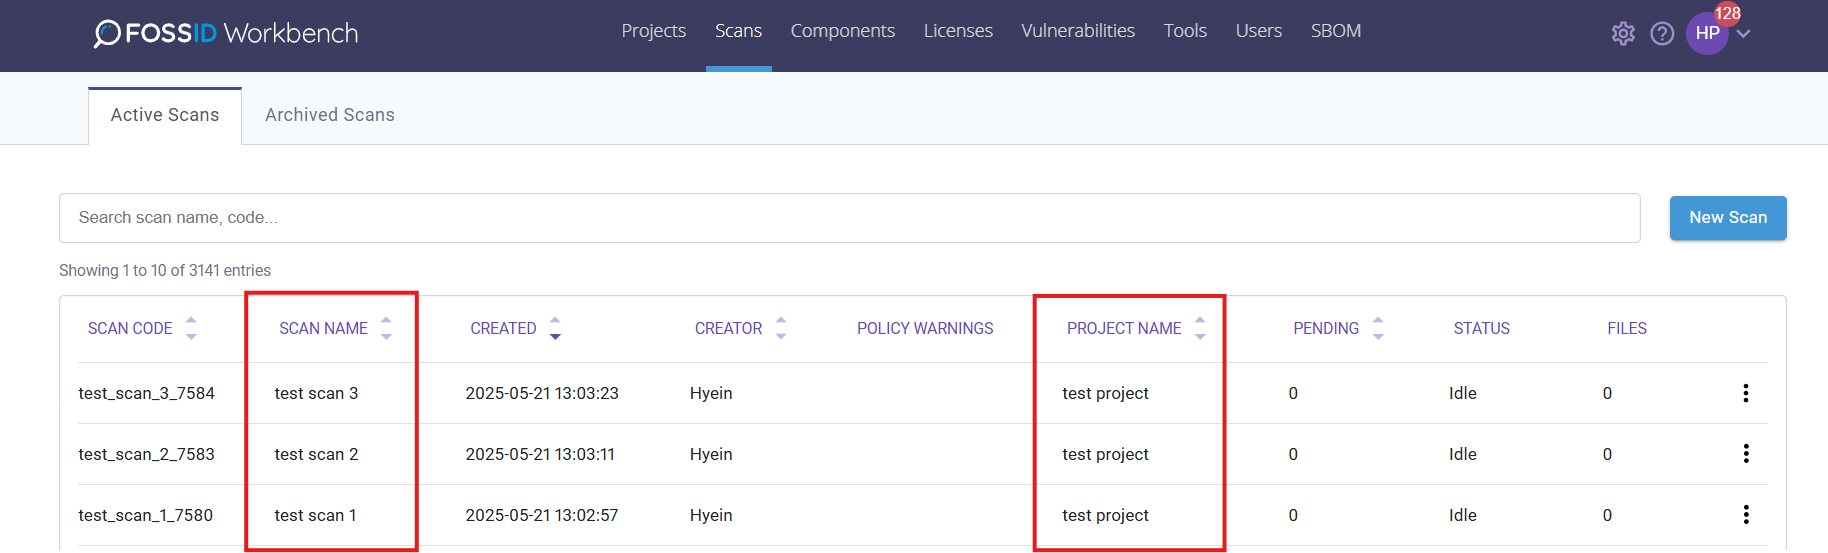 FOSSID Workbench Projects Scans Components Licenses Vulnerabilities Tools Users SBOM HP 128
Active Scans Archived Scans
Search scan name, code... New Scan
Showing 1 to 10 of 3141 entries
SCAN CODE SCAN NAME CREATED CREATOR POLICY WARNINGS PROJECT NAME PENDING STATUS FILES
test_scan_3_7584 test scan 3 2025-05-21 13:03:23 Hyein test project 0 Idle 0
test_scan_2_7583 test scan 2 2025-05-21 13:03:11 Hyein test project 0 Idle 0
test_scan_1_7580 test scan 1 2025-05-21 13:02:57 Hyein test project 0 Idle 0